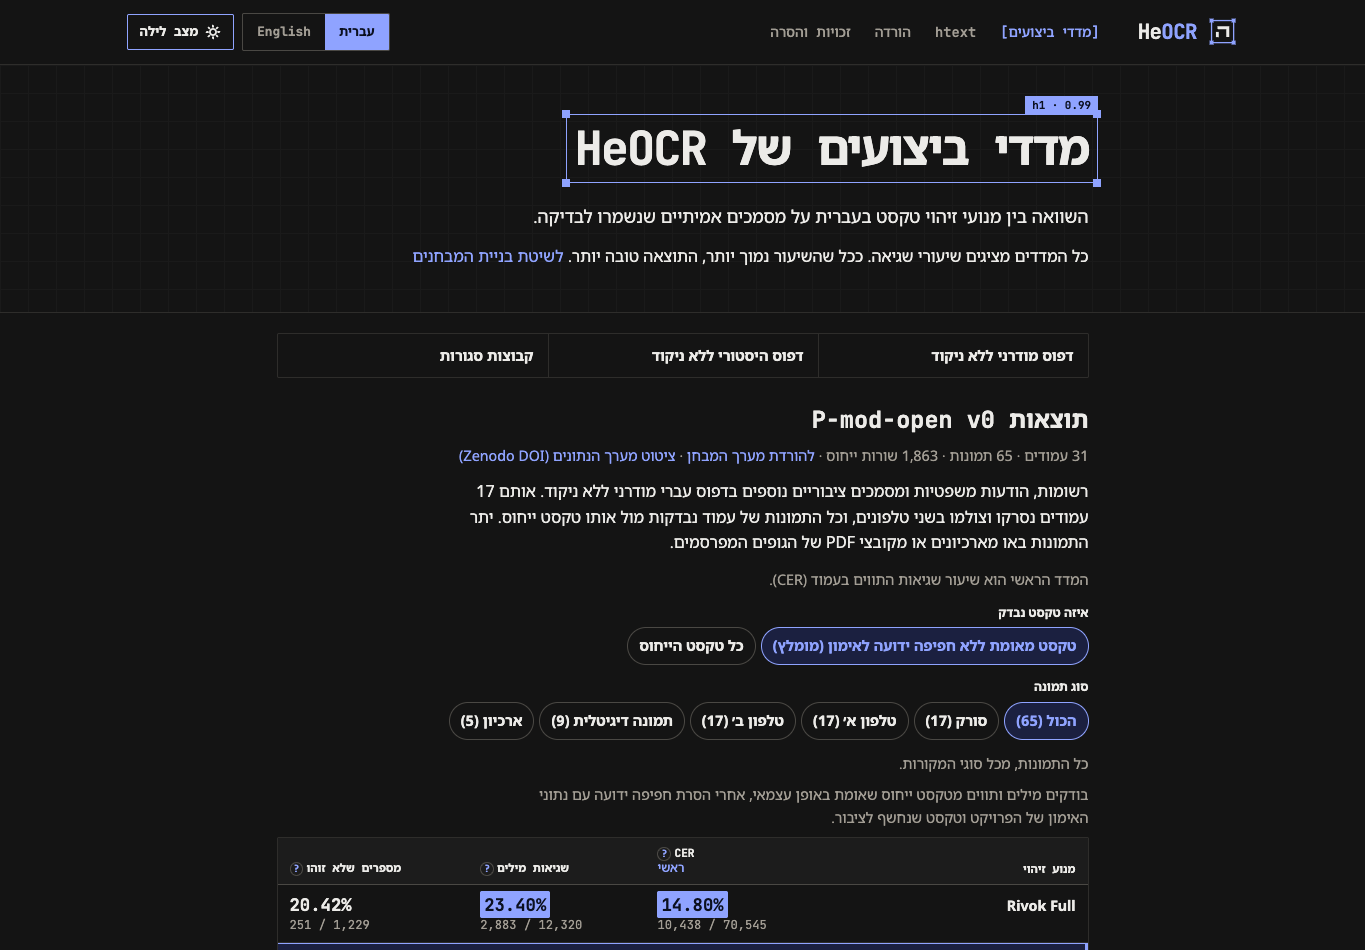 ה HeOCR
[מדדי ביצועים] htext הורדה זכויות והסרה
עברית English
מצב לילה
h1 · 0.99
מדדי ביצועים של HeOCR
השוואה בין מנועי זיהוי טקסט בעברית על מסמכים אמיתיים שנשמרו לבדיקה.
כל המדדים מציגים שיעורי שגיאה. ככל שהשיעור נמוך יותר, התוצאה טובה יותר. לשיטת בניית המבחנים
דפוס מודרני ללא ניקוד
דפוס היסטורי ללא ניקוד
קבוצות סגורות
תוצאות P-mod-open v0
31 עמודים · 65 תמונות · 1,863 שורות ייחוס · להורדת מערך המבחן · ציטוט מערך הנתונים (Zenodo DOI)
רשומות, הודעות משפטיות ומסמכים ציבוריים נוספים בדפוס עברי מודרני ללא ניקוד. אותם 17
עמודים נסרקו וצולמו בשני טלפונים, וכל התמונות של עמוד נבדקות מול אותו טקסט ייחוס. יתר
התמונות באו מארכיונים או מקובצי PDF של הגופים המפרסמים.
המדד הראשי הוא שיעור שגיאות התווים בעמוד (CER).
איזה טקסט נבדק
טקסט מאומת ללא חפיפה ידועה לאימון (מומלץ) כל טקסט הייחוס
סוג תמונה
הכול (65) סורק (17) טלפון א׳ (17) טלפון ב׳ (17) תמונה דיגיטלית (9) ארכיון (5)
כל התמונות, מכל סוגי המקורות.
בודקים מילים ותווים מטקסט ייחוס שאומת באופן עצמאי, אחרי הסרת חפיפה ידועה עם נתוני
האימון של הפרויקט וטקסט שנחשף לציבור.
מנוע זיהוי
CER ?
ראשי
שגיאות מילים ?
מספרים שלא זוהו ?
Rivok Full
14.80%
10,438 / 70,545
23.40%
2,883 / 12,320
20.42%
251 / 1,229